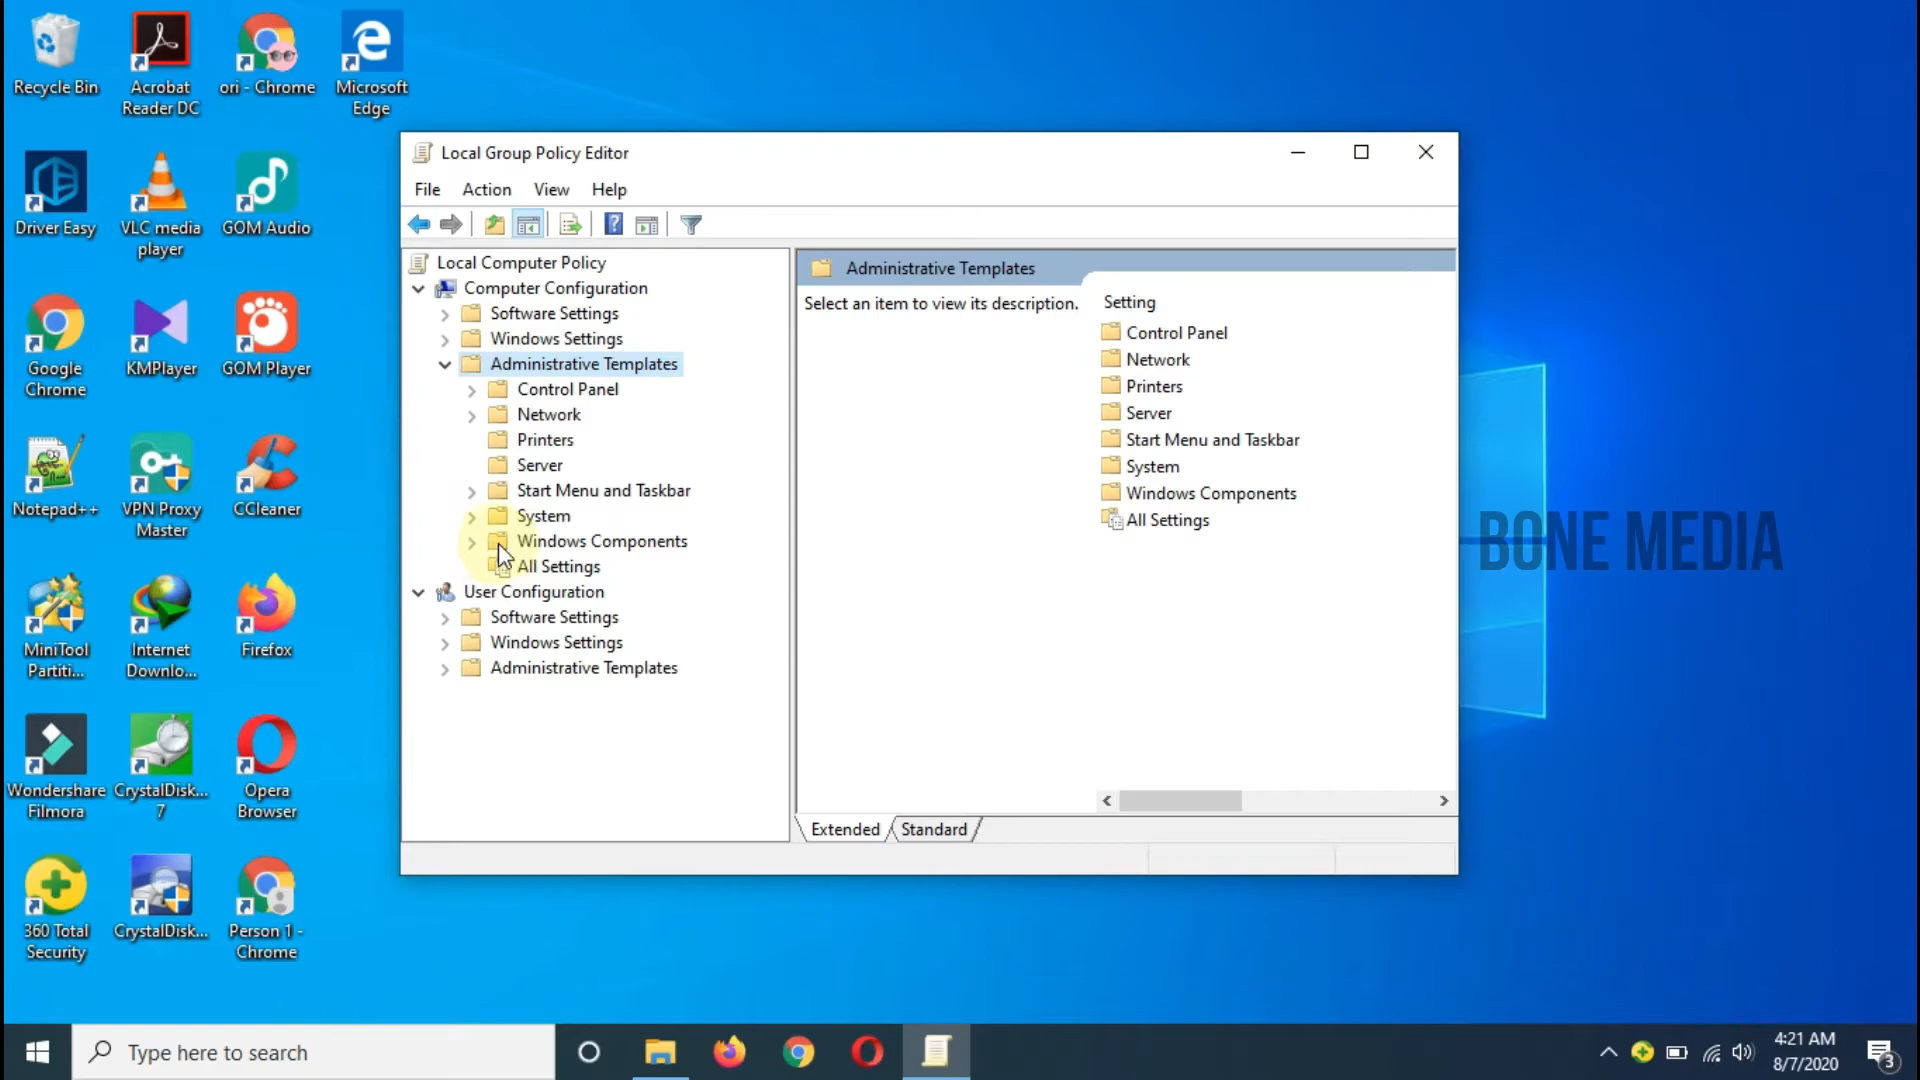 Recycle Bin
Acrobat
Reader DC
ori - Chrome
Microsoft
Edge
Driver Easy
VLC media
player
GOM Audio
Google
Chrome
KMPlayer
GOM Player
Notepad++
VPN Proxy
Master
CCleaner
MiniTool
Partiti...
Internet
Downlo...
Firefox
Wondershare
Filmora
CrystalDisk...
7
Opera
Browser
360 Total
Security
CrystalDisk...
Person 1 -
Chrome
Local Group Policy Editor
File Action View Help
Local Computer Policy
Computer Configuration
Software Settings
Windows Settings
Administrative Templates
Control Panel
Network
Printers
Server
Start Menu and Taskbar
System
Windows Components
All Settings
User Configuration
Software Settings
Windows Settings
Administrative Templates
Administrative Templates
Select an item to view its description.
Setting
Control Panel
Network
Printers
Server
Start Menu and Taskbar
System
Windows Components
All Settings
Extended Standard
BONE MEDIA
Type here to search
4:21 AM
8/7/2020
3